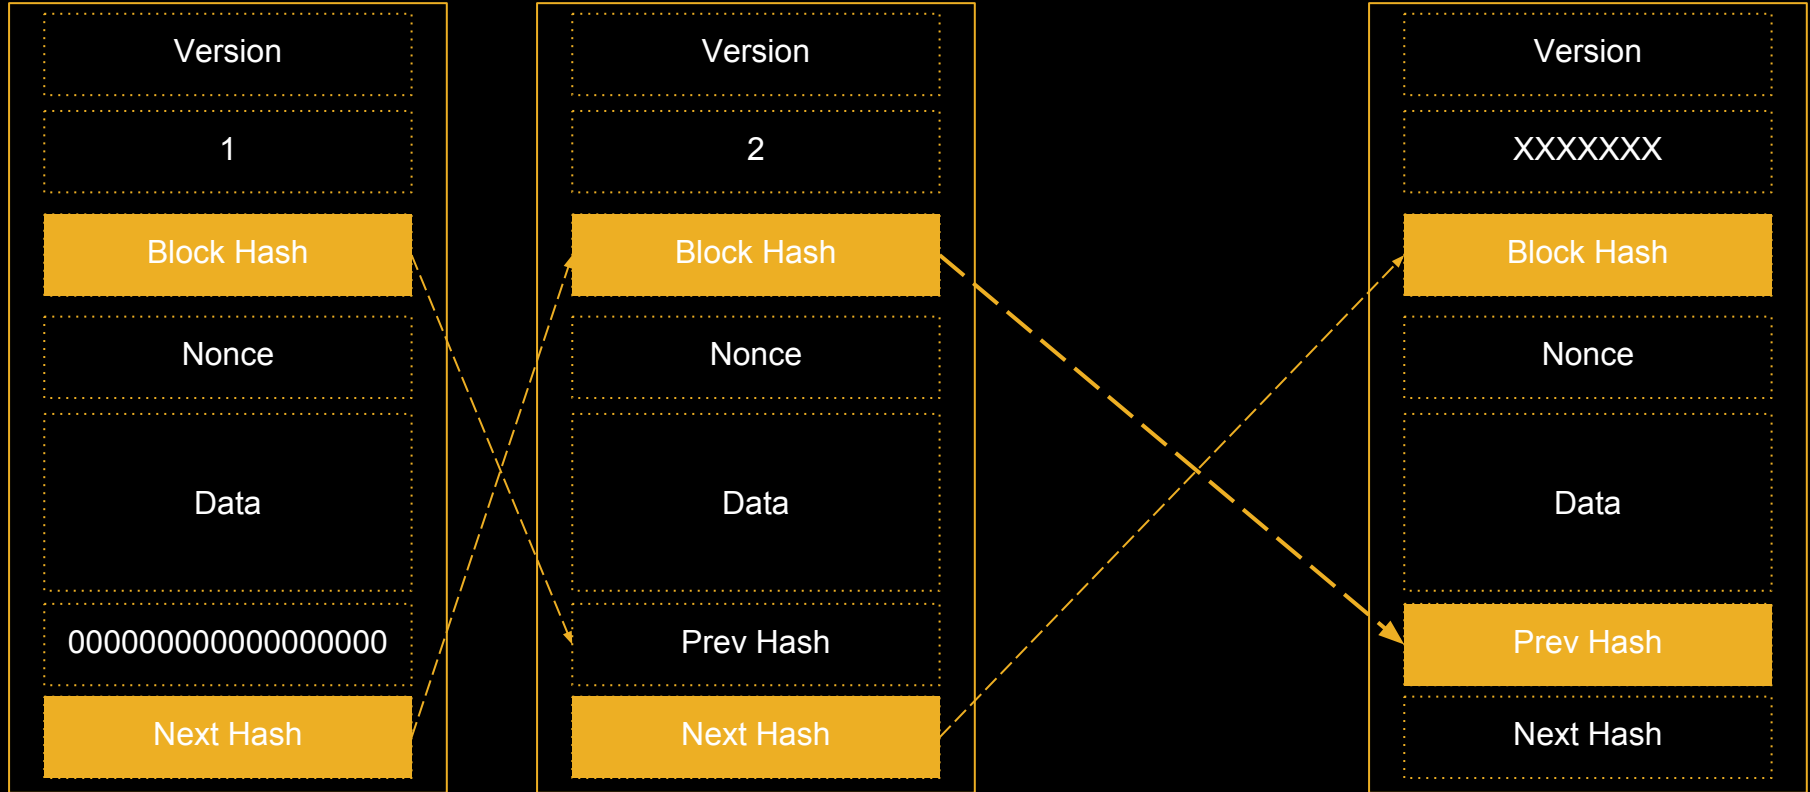 Version
1
Block Hash
Nonce
Data
000000000000000000
Next Hash
Version
2
Block Hash
Nonce
Data
Prev Hash
Next Hash
Version
XXXXXXX
Block Hash
Nonce
Data
Prev Hash
Next Hash